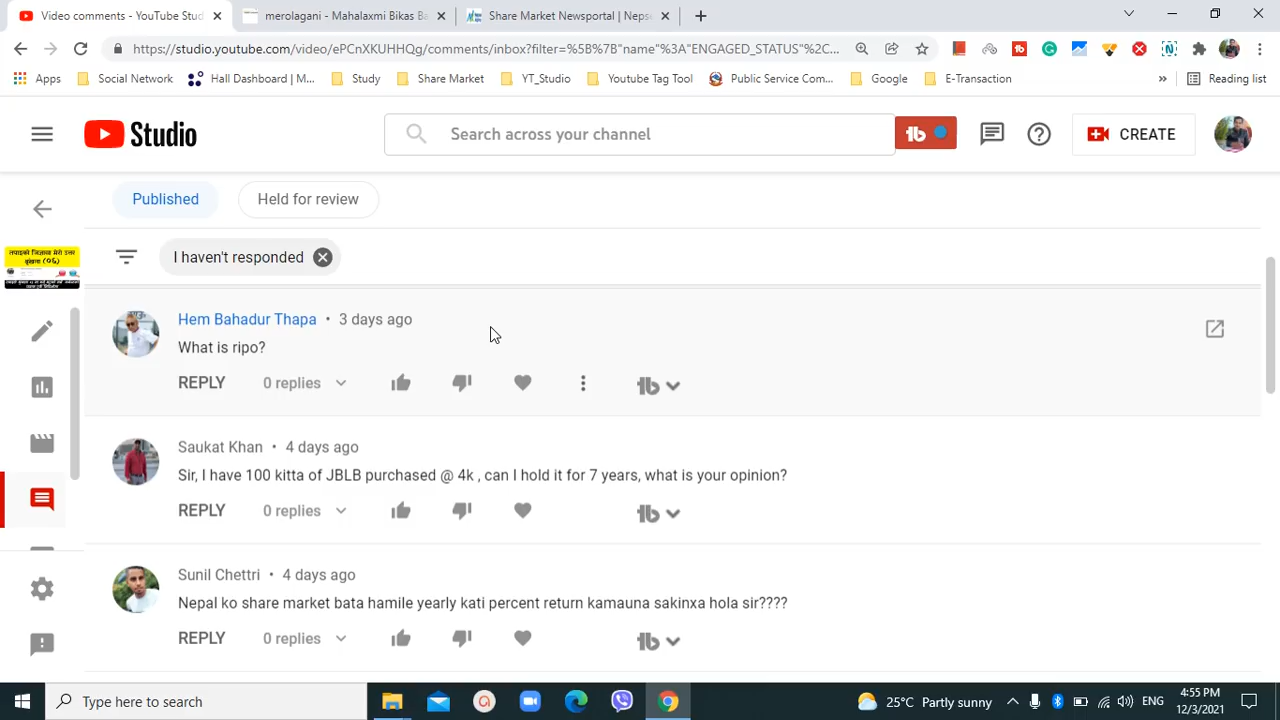 Video comments - YouTube Stud
merolagani - Mahalaxmi Bikas Ba
Share Market Newsportal | Neps
https://studio.youtube.com/video/ePCnXKUHHQg/comments/inbox?filter=%5B%7B"name"%3A"ENGAGED_STATUS"%2C...
Apps
Social Network
Hall Dashboard | M...
Study
Share Market
YT_Studio
Youtube Tag Tool
Public Service Com...
Google
E-Transaction
»
Reading list
Studio
Search across your channel
CREATE
Published
Held for review
तपाइको जिज्ञासा मेरो उत्तर
I haven't responded
Hem Bahadur Thapa • 3 days ago
What is ripo?
REPLY 0 replies
Saukat Khan • 4 days ago
Sir, I have 100 kitta of JBLB purchased @ 4k , can I hold it for 7 years, what is your opinion?
REPLY 0 replies
Sunil Chettri • 4 days ago
Nepal ko share market bata hamile yearly kati percent return kamauna sakinxa hola sir????
REPLY 0 replies
Type here to search
25°C Partly sunny
ENG
4:55 PM
12/3/2021